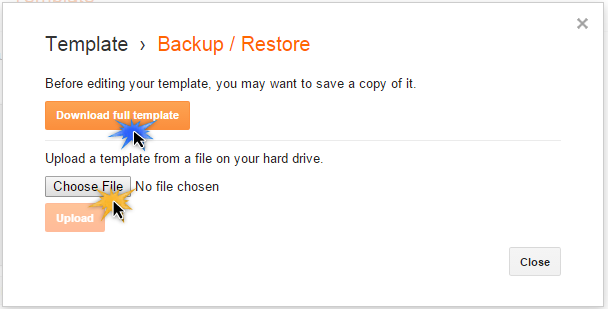 Template › Backup / Restore
Before editing your template, you may want to save a copy of it.
Download full template
Upload a template from a file on your hard drive.
Choose File No file chosen
Upload
Close